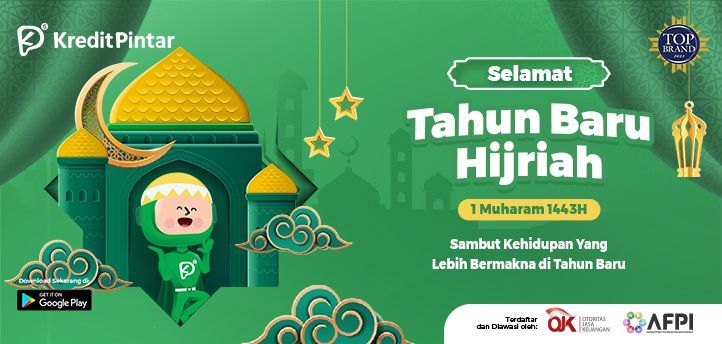 KreditPintar
TOP
BRAND
2021
Selamat
Tahun Baru
Hijriah
1 Muharam 1443H
Sambut Kehidupan Yang
Lebih Bermakna di Tahun Baru
Download Sekarang di
GET IT ON
Google Play
Terdaftar
dan Diawasi oleh:
OJK
OTORITAS
JASA
KEUANGAN
AFPI